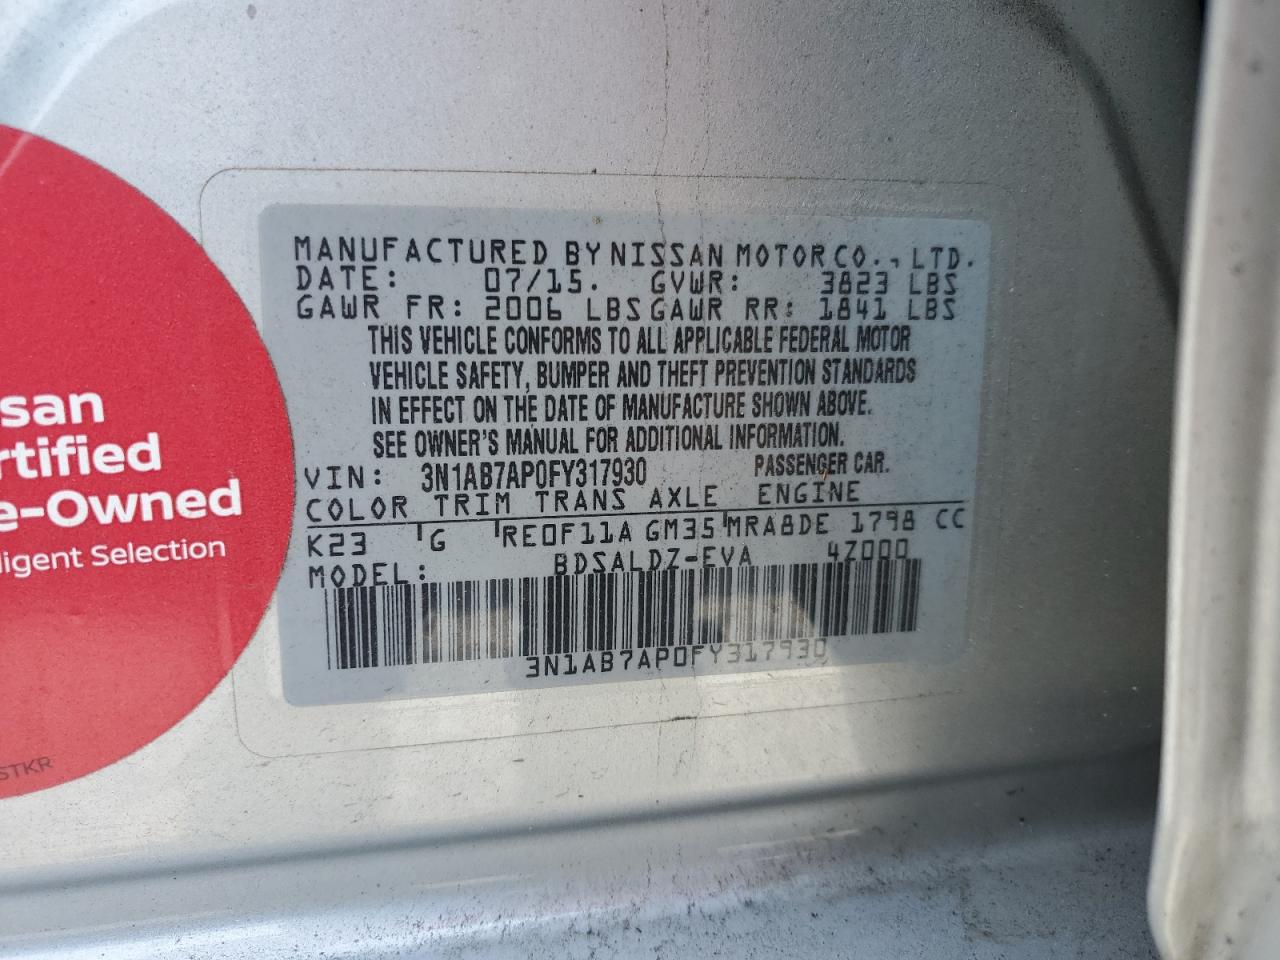 ssan
rtified
e-Owned
lligent Selection
STKR
MANUFACTURED BY NISSAN MOTOR CO., LTD.
DATE: 07/15. GVWR: 3823 LBS
GAWR FR: 2006 LBS GAWR RR: 1841 LBS
THIS VEHICLE CONFORMS TO ALL APPLICABLE FEDERAL MOTOR
VEHICLE SAFETY, BUMPER AND THEFT PREVENTION STANDARDS
IN EFFECT ON THE DATE OF MANUFACTURE SHOWN ABOVE.
SEE OWNER'S MANUAL FOR ADDITIONAL INFORMATION.
VIN: 3N1AB7AP0FY317930 PASSENGER CAR.
COLOR TRIM TRANS AXLE ENGINE
K23 G RE0F11A GM35 MRA8DE 1798 CC
MODEL: BDSALDZ-EVA 4Z000
3N1AB7AP0FY317930